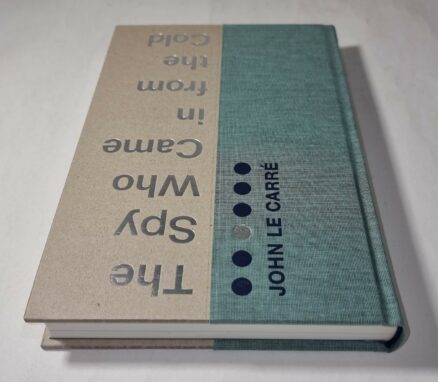 The
Spy
Who
Came
in
from
the
Cold
JOHN LE CARRÉ